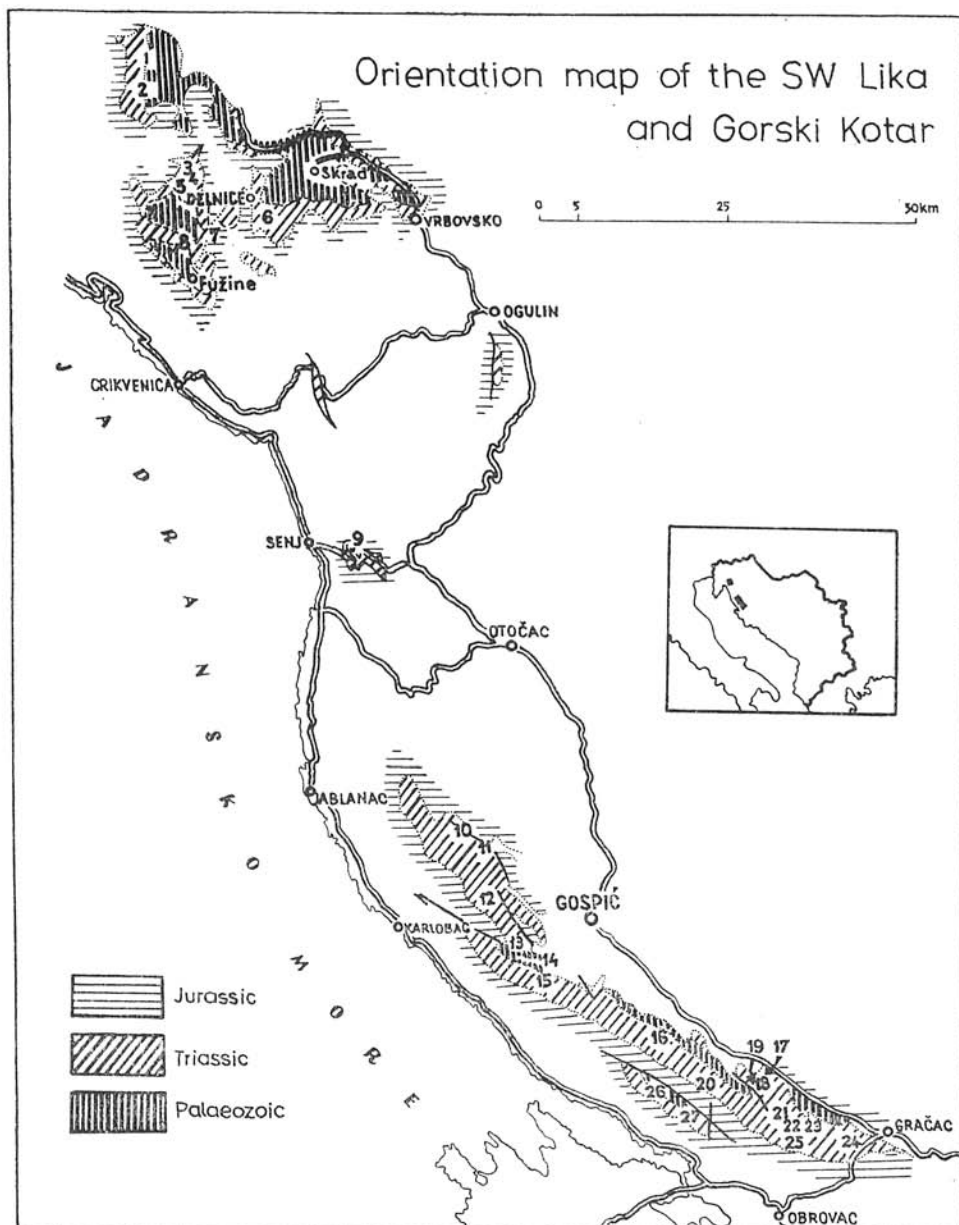 Orientation map of the SW Lika
and Gorski Kotar
0 5 25 50km
1
2
3
4
5
DELNICE
Skrad
6
7
VRBOVSKO
8
Fužine
OGULIN
CRIKVENICA
JADRANSKO MORE
SENJ
9
OTOČAC
JABLANAC
10
11
12
GOSPIĆ
KARLOBAG
13
14
15
16
19 17
18
20
21
22 23
24
25
26
27
GRAČAC
OBROVAC
Jurassic
Triassic
Palaeozoic